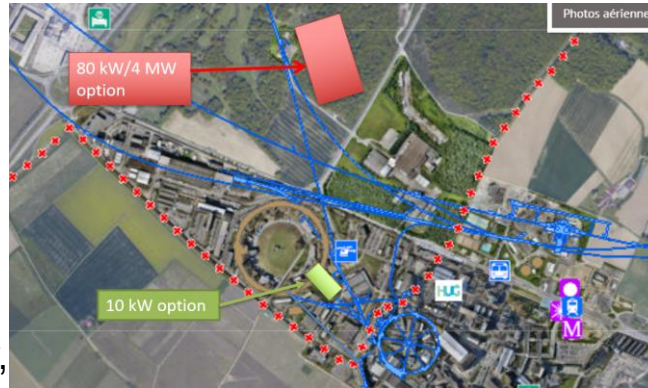 Photos aérienne
80 kW/4 MW
option
10 kW option
HUG
M
,